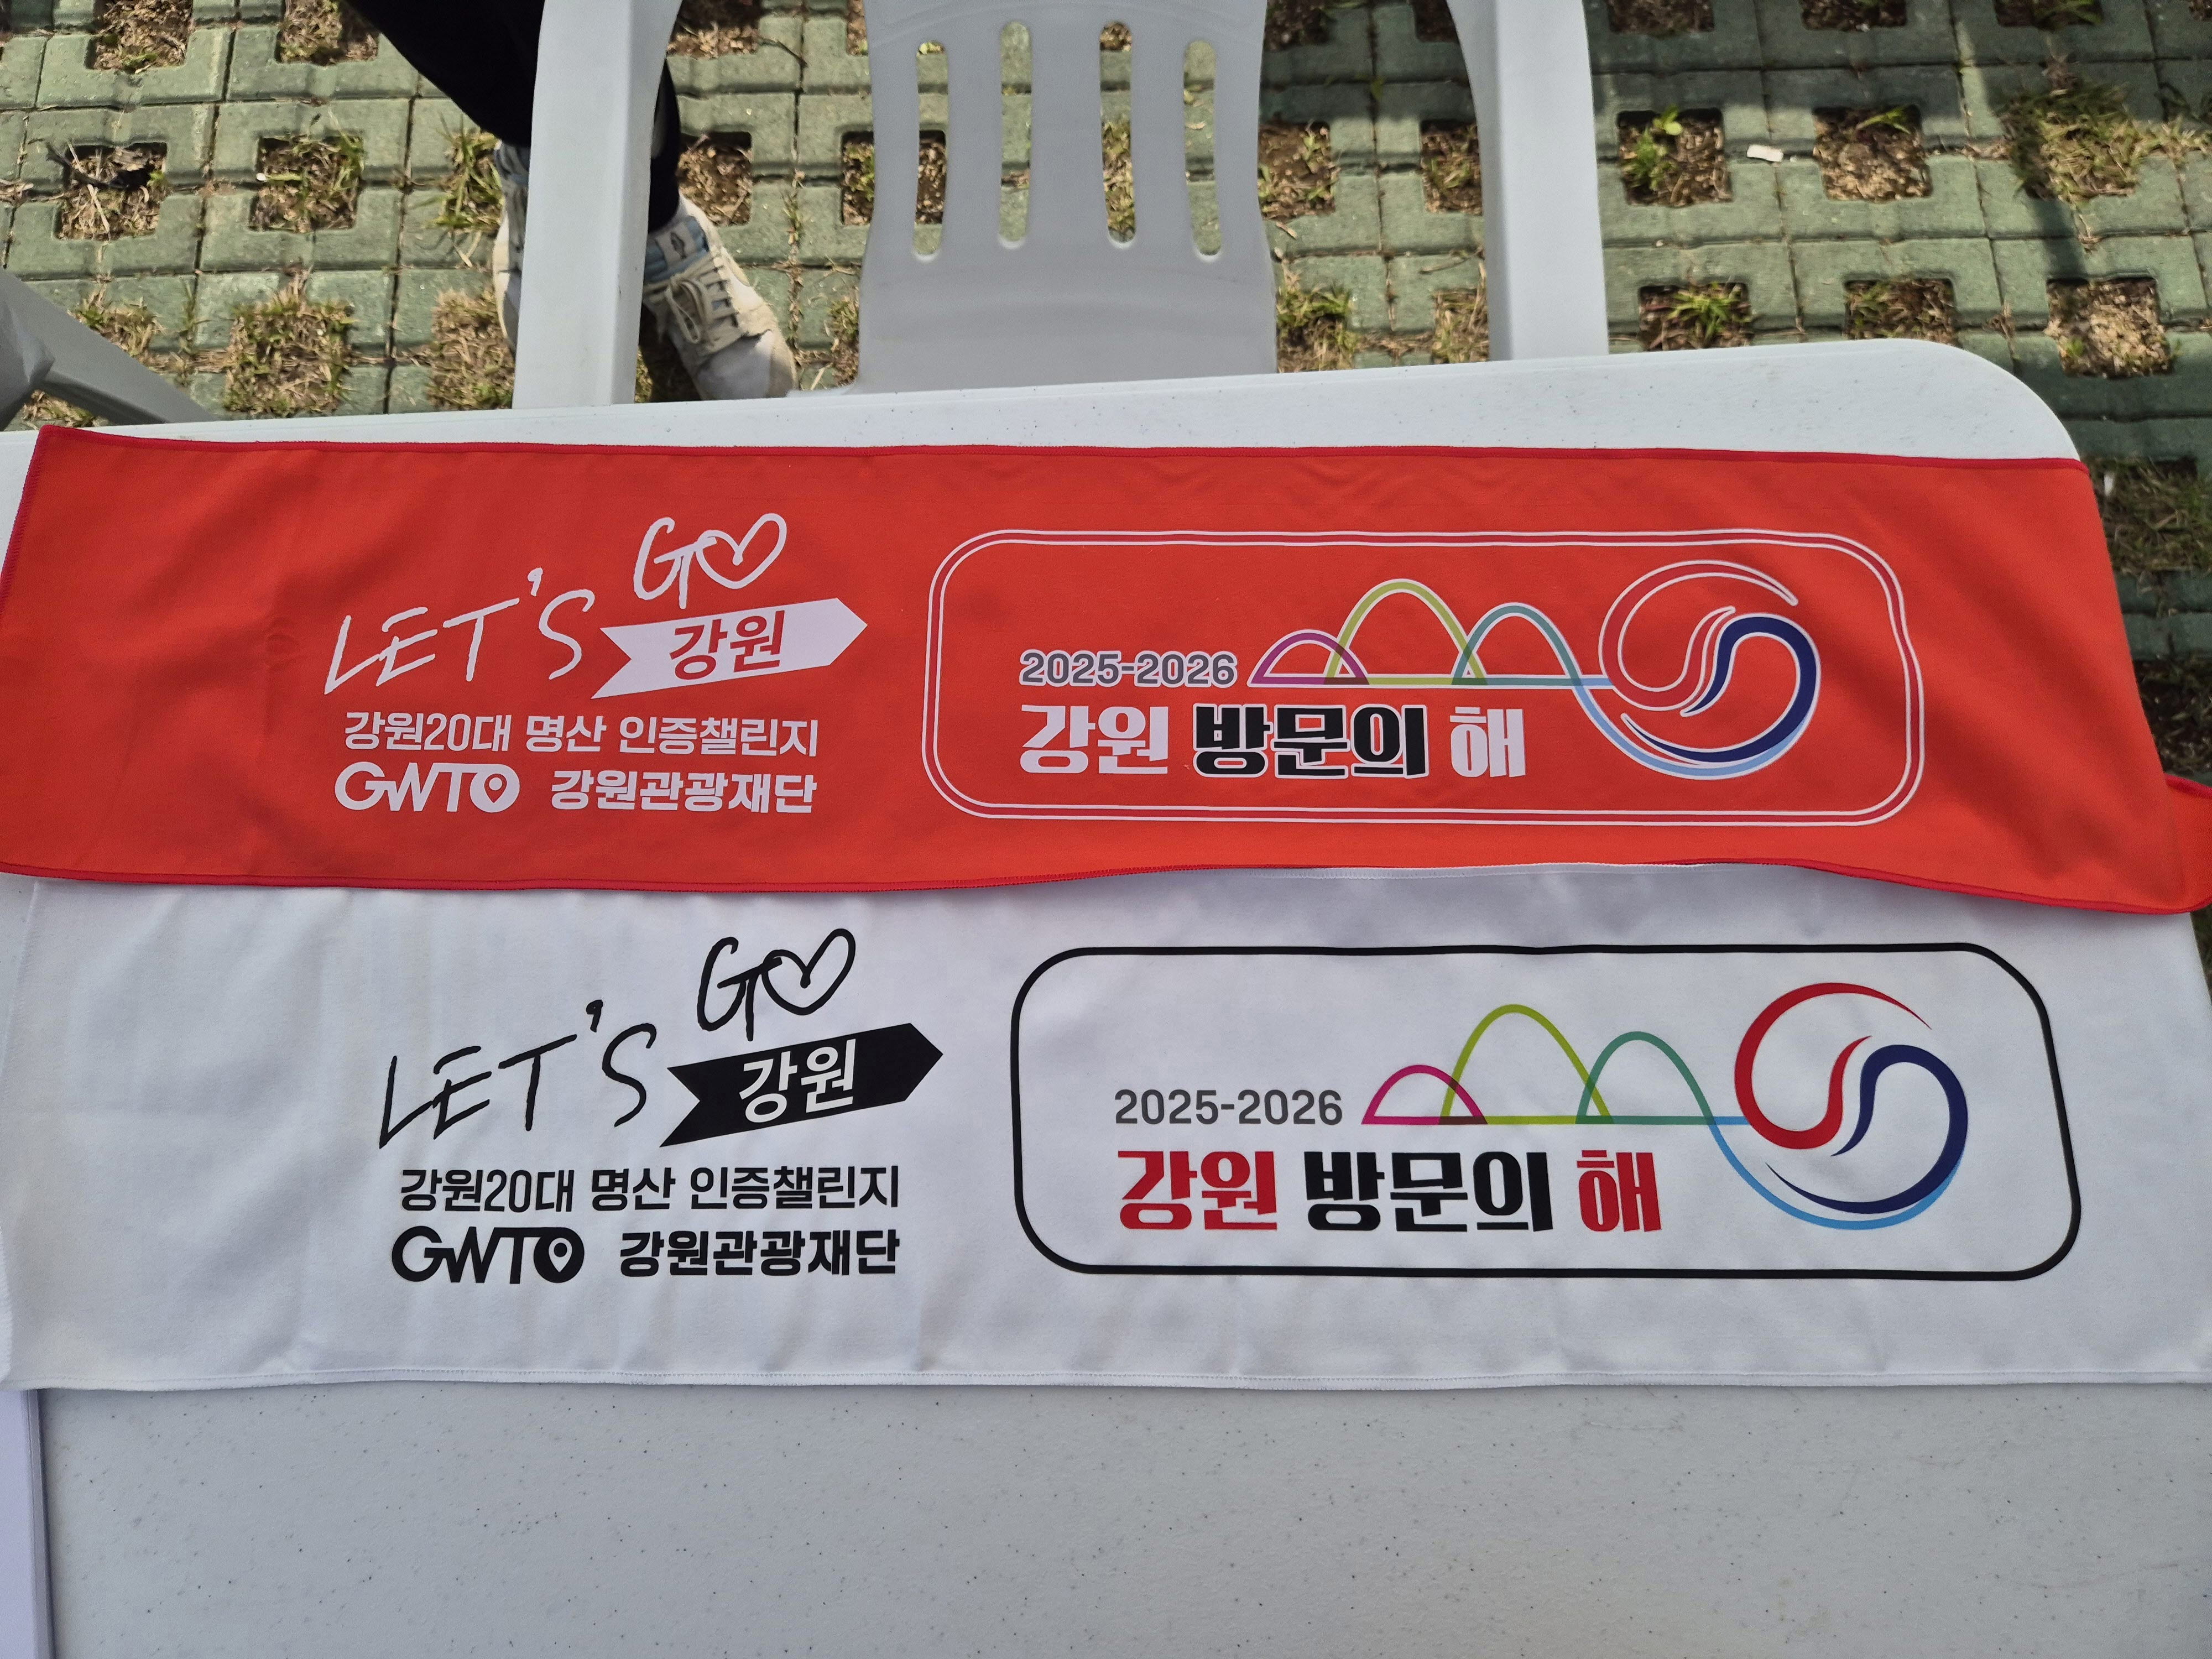 LET'S GO
강원
강원20대 명산 인증챌린지
GWTO 강원관광재단
2025-2026
강원 방문의 해
LET'S GO
강원
강원20대 명산 인증챌린지
GWTO 강원관광재단
2025-2026
강원 방문의 해